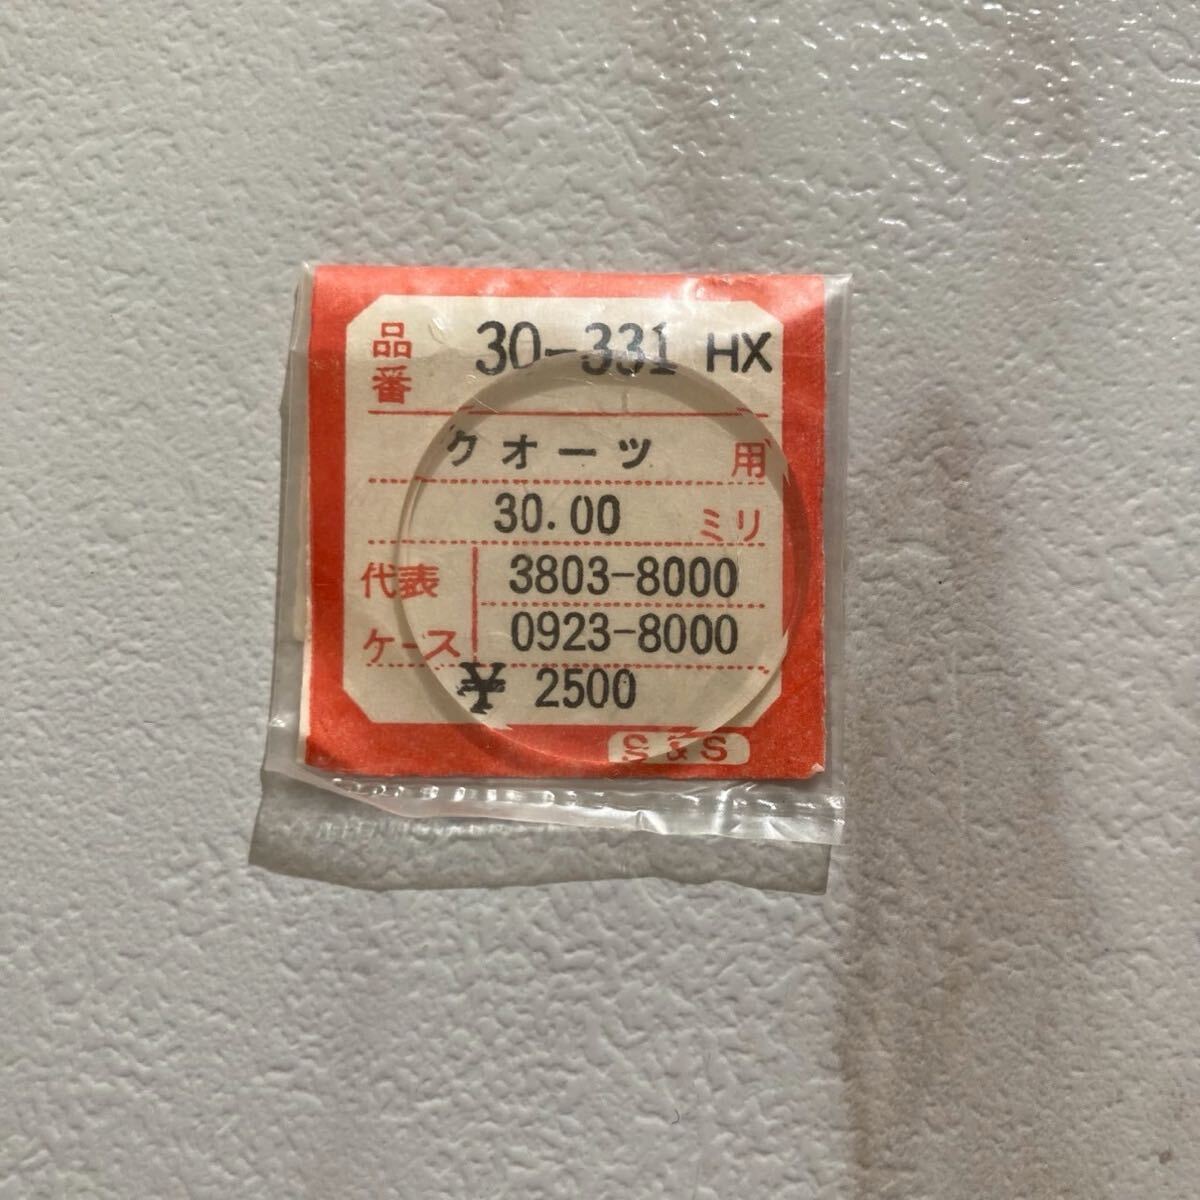 品番 30-331 HX
クオーツ 用
30.00 ミリ
代表 3803-8000
ケース 0923-8000
¥ 2500
S&S